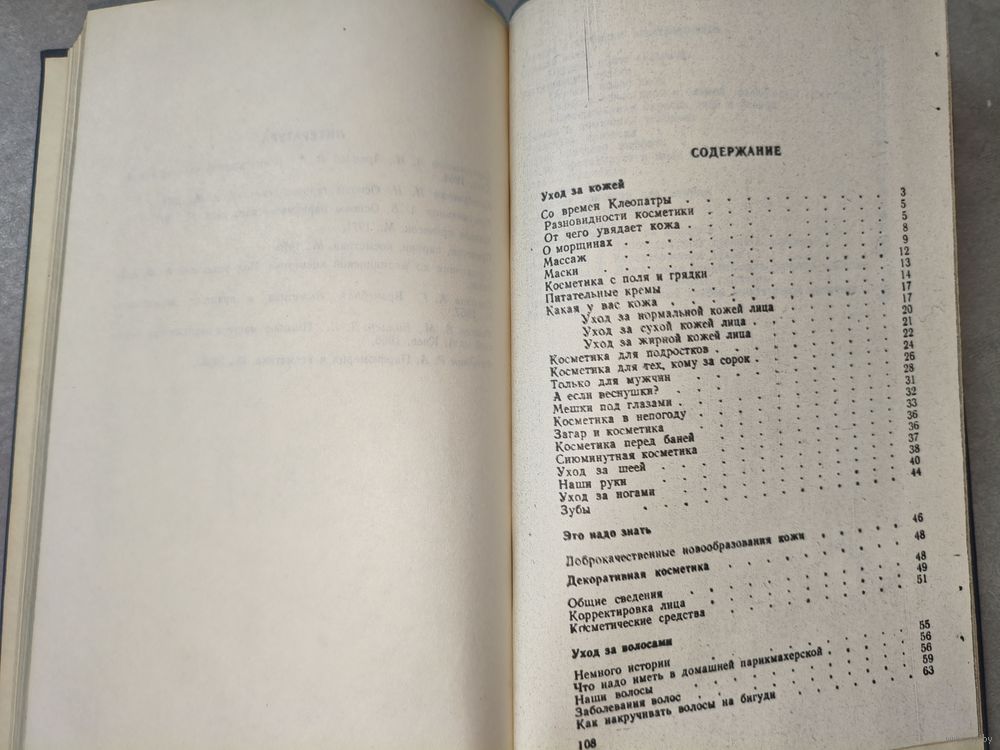 СОДЕРЖАНИЕ
Уход за кожей
Со времен Клеопатры . . . . . . . . 3
Разновидности косметики . . . . . . . . 5
От чего увядает кожа . . . . . . . . 5
О морщинах . . . . . . . . 8
Массаж . . . . . . . . 9
Маски . . . . . . . . 12
Косметика с поля и грядки . . . . . . . . 13
Питательные кремы . . . . . . . . 14
Какая у вас кожа . . . . . . . . 17
Уход за нормальной кожей лица . . . . . . . . 17
Уход за сухой кожей лица . . . . . . . . 20
Уход за жирной кожей лица . . . . . . . . 21
Косметика для подростков . . . . . . . . 22
Косметика для тех, кому за сорок . . . . . . . . 24
Только для мужчин . . . . . . . . 26
А если веснушки? . . . . . . . . 28
Мешки под глазами . . . . . . . . 31
Косметика в непогоду . . . . . . . . 32
Загар и косметика . . . . . . . . 33
Косметика перед баней . . . . . . . . 36
Сиюминутная косметика . . . . . . . . 36
Уход за шеей . . . . . . . . 37
Наши руки . . . . . . . . 38
Уход за ногами . . . . . . . . 40
Зубы . . . . . . . . 44
Это надо знать
Доброкачественные новообразования кожи . . . . 46
Декоративная косметика . . . . . . . . 48
Общие сведения . . . . . . . . 48
Корректировка лица . . . . . . . . 49
Косметические средства . . . . . . . . 51
Уход за волосами
Немного истории . . . . . . . . 55
Что надо иметь в домашней парикмахерской . . . . 56
Наши волосы . . . . . . . . 56
Заболевания волос . . . . . . . . 59
Как накручивать волосы на бигуди . . . . . . . . 63
108